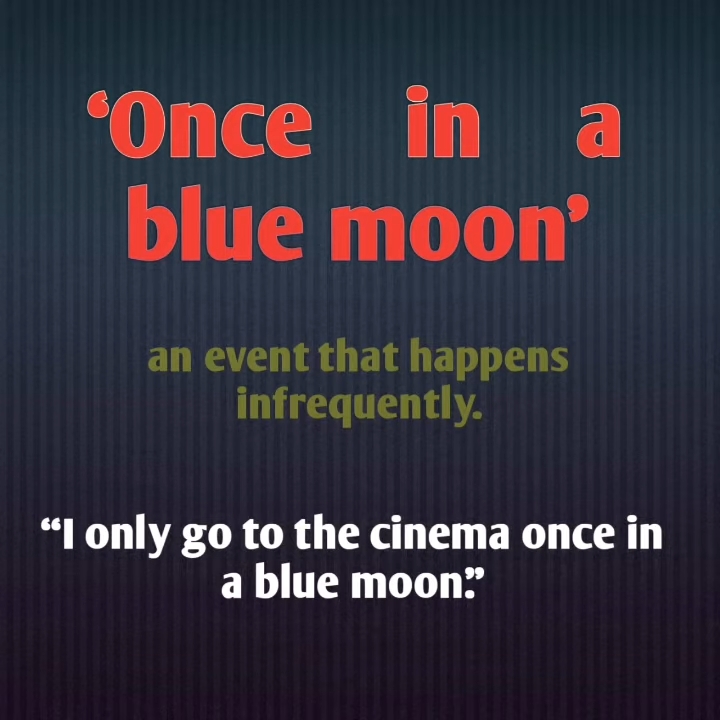 ‘Once in a
blue moon’
an event that happens
infrequently.
“I only go to the cinema once in
a blue moon.”